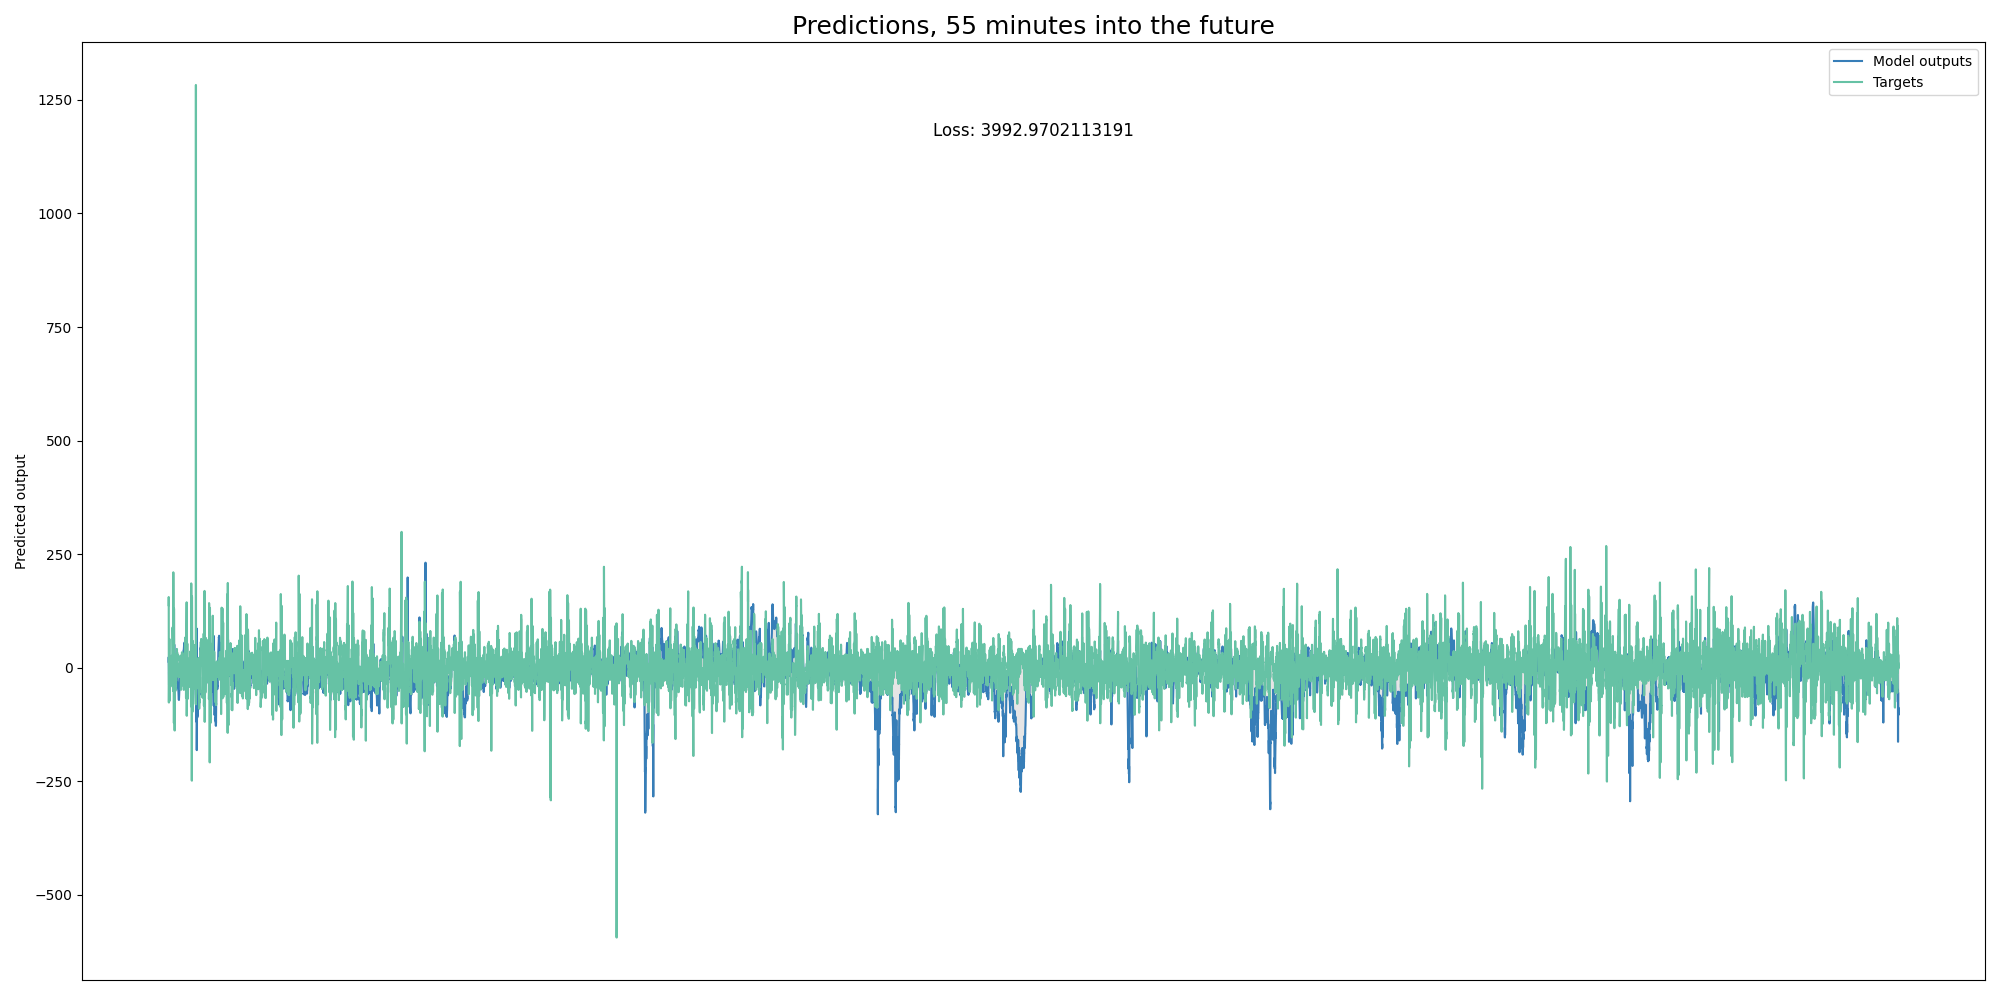 Predictions, 55 minutes into the future
Model outputs
Targets
Loss: 3992.9702113191
Predicted output
1250
1000
750
500
250
0
−250
−500